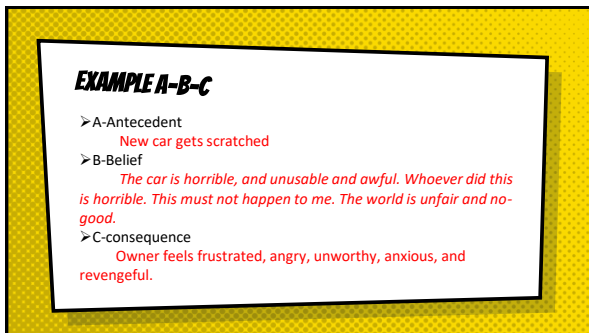 EXAMPLE A-B-C
➢A-Antecedent
New car gets scratched
➢B-Belief
The car is horrible, and unusable and awful. Whoever did this
is horrible. This must not happen to me. The world is unfair and no-
good.
➢C-consequence
Owner feels frustrated, angry, unworthy, anxious, and
revengeful.